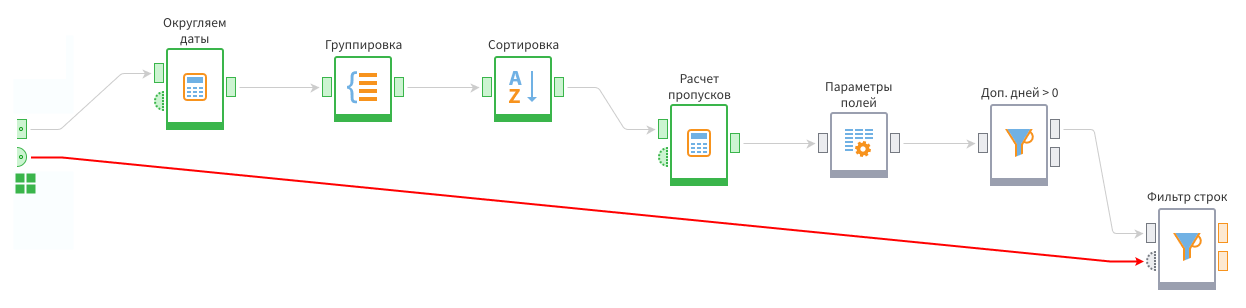 Округляем
даты
Группировка
Сортировка
A
Z
Расчет
пропусков
Параметры
полей
Доп. дней > 0
Фильтр строк